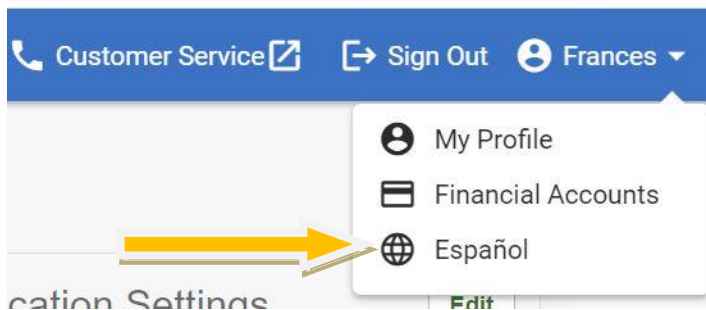 Customer Service Sign Out Frances
My Profile
Financial Accounts
Español
cation Settings Edit